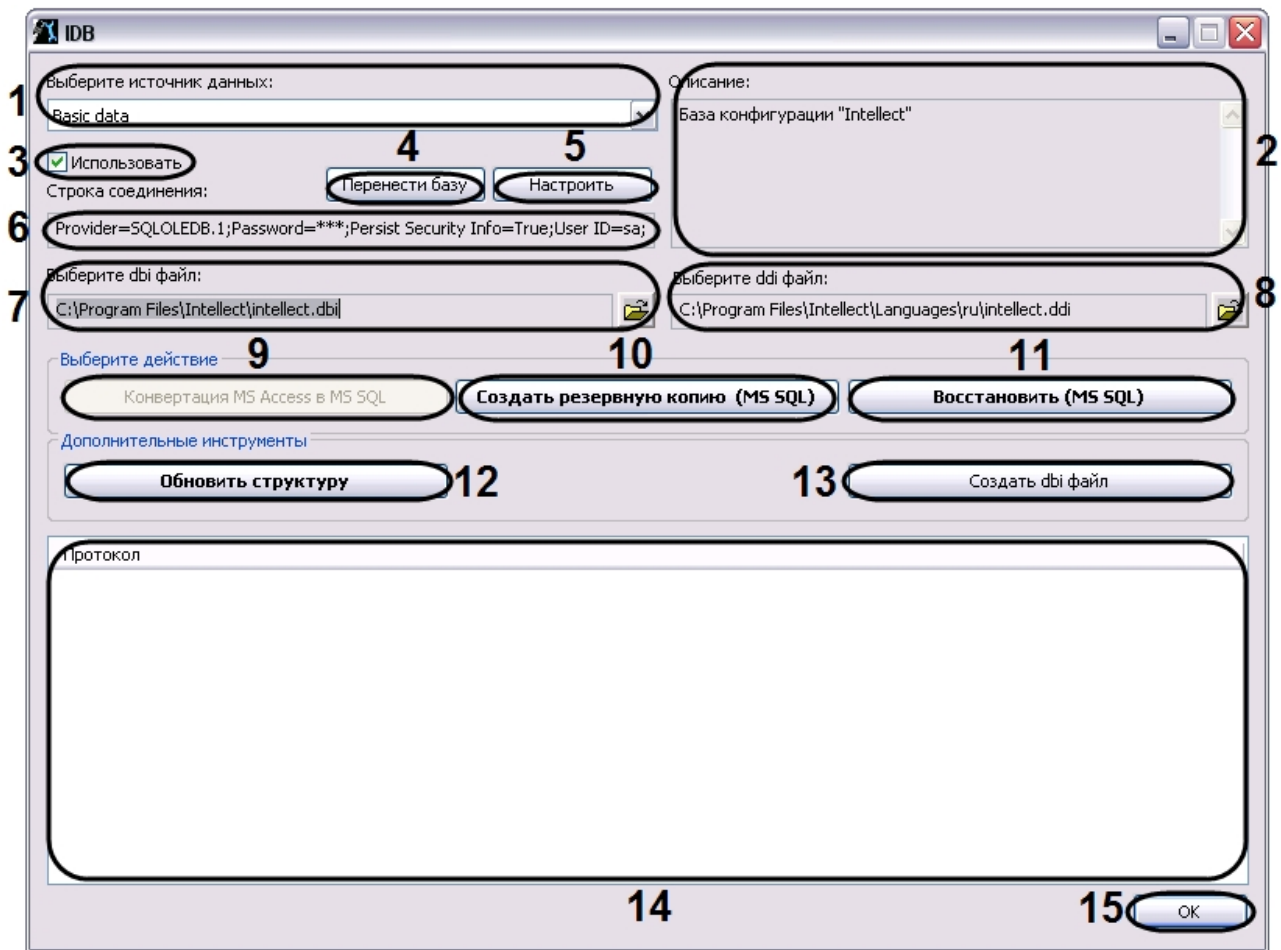 IDB
Выберите источник данных:
Описание:
1
Basic data
База конфигурации "Intellect"
2
3
Использовать
4
5
Перенести базу
Настроить
Строка соединения:
6
Provider=SQLOLEDB.1;Password=***;Persist Security Info=True;User ID=sa;
Выберите dbi файл:
Выберите ddi файл:
7
C:\Program Files\Intellect\intellect.dbi
C:\Program Files\Intellect\Languages\ru\intellect.ddi
8
Выберите действие
9
10
11
Конвертация MS Access в MS SQL
Создать резервную копию (MS SQL)
Восстановить (MS SQL)
Дополнительные инструменты
Обновить структуру
12
13
Создать dbi файл
Протокол
14
15
OK